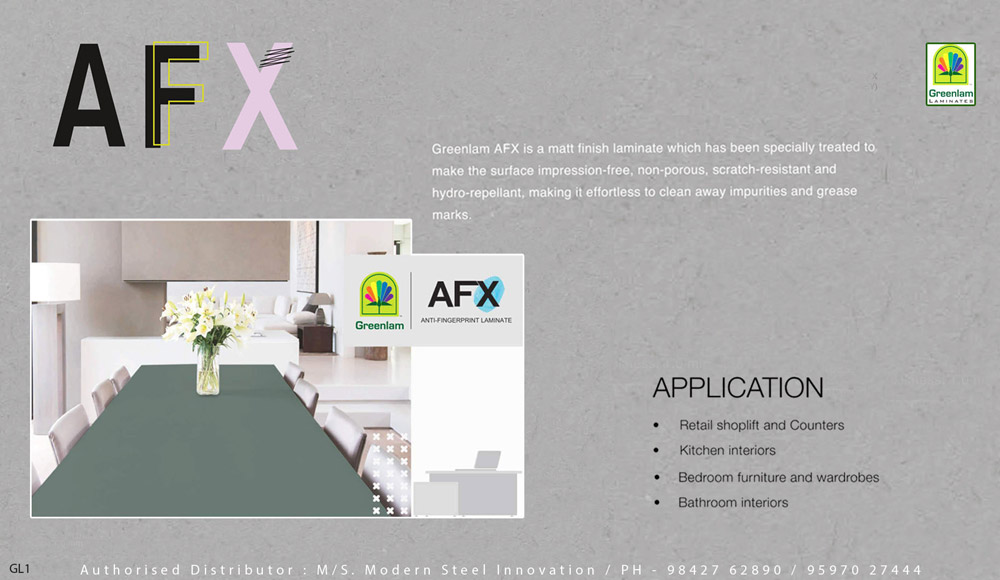 AFX
Greenlam
LAMINATES
Greenlam AFX is a matt finish laminate which has been specially treated to
make the surface impression-free, non-porous, scratch-resistant and
hydro-repellant, making it effortless to clean away impurities and grease
marks.
Greenlam
AFX
ANTI-FINGERPRINT LAMINATE
APPLICATION
• Retail shoplift and Counters
• Kitchen interiors
• Bedroom furniture and wardrobes
• Bathroom interiors
GL1
Authorised Distributor : M/S. Modern Steel Innovation / PH - 98427 62890 / 95970 27444